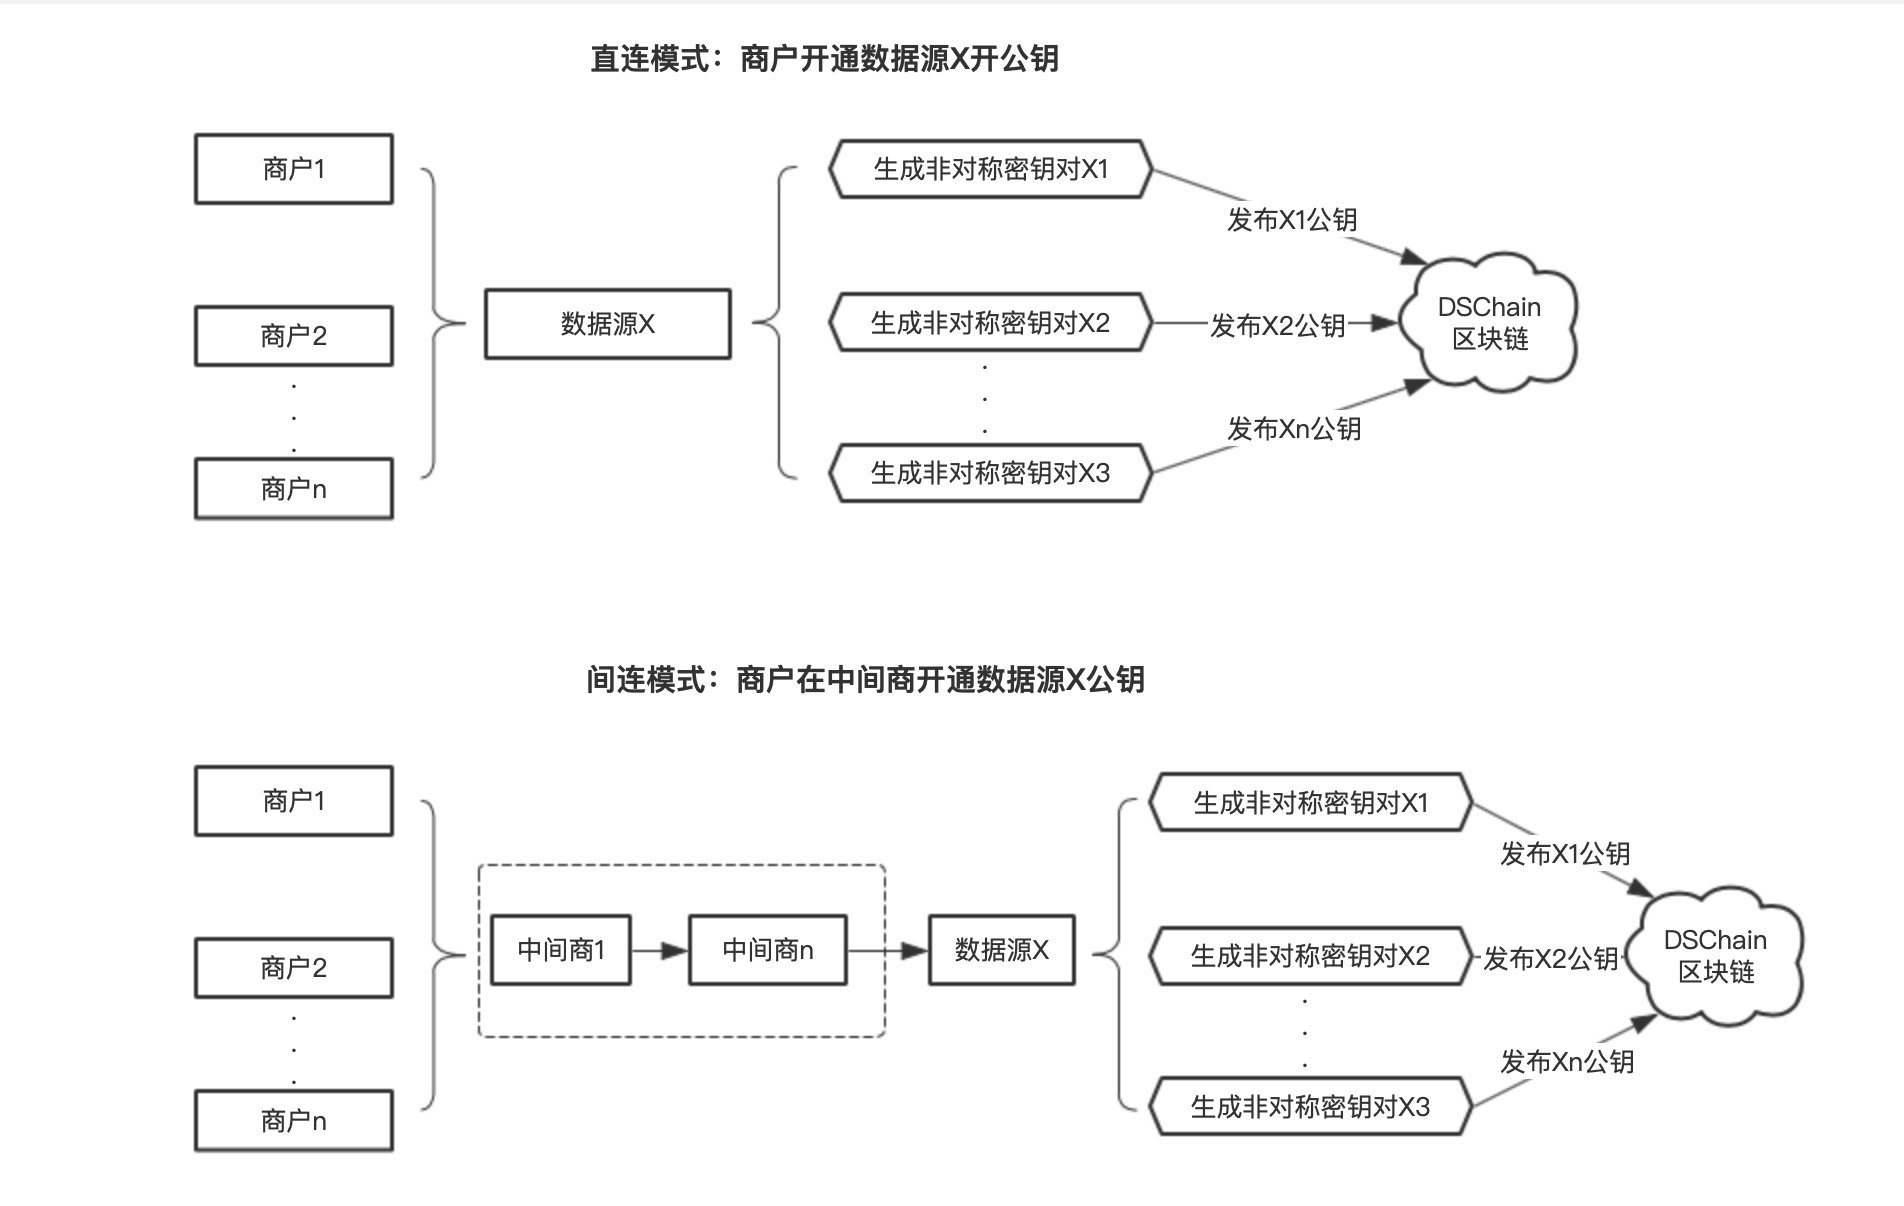 直连模式：商户开通数据源X开公钥
商户1
商户2
商户n
数据源X
生成非对称密钥对X1
生成非对称密钥对X2
生成非对称密钥对X3
发布X1公钥
发布X2公钥
发布Xn公钥
DSChain
区块链
间连模式：商户在中间商开通数据源X公钥
商户1
商户2
商户n
中间商1
中间商n
数据源X
生成非对称密钥对X1
生成非对称密钥对X2
生成非对称密钥对X3
发布X1公钥
发布X2公钥
发布Xn公钥
DSChain
区块链